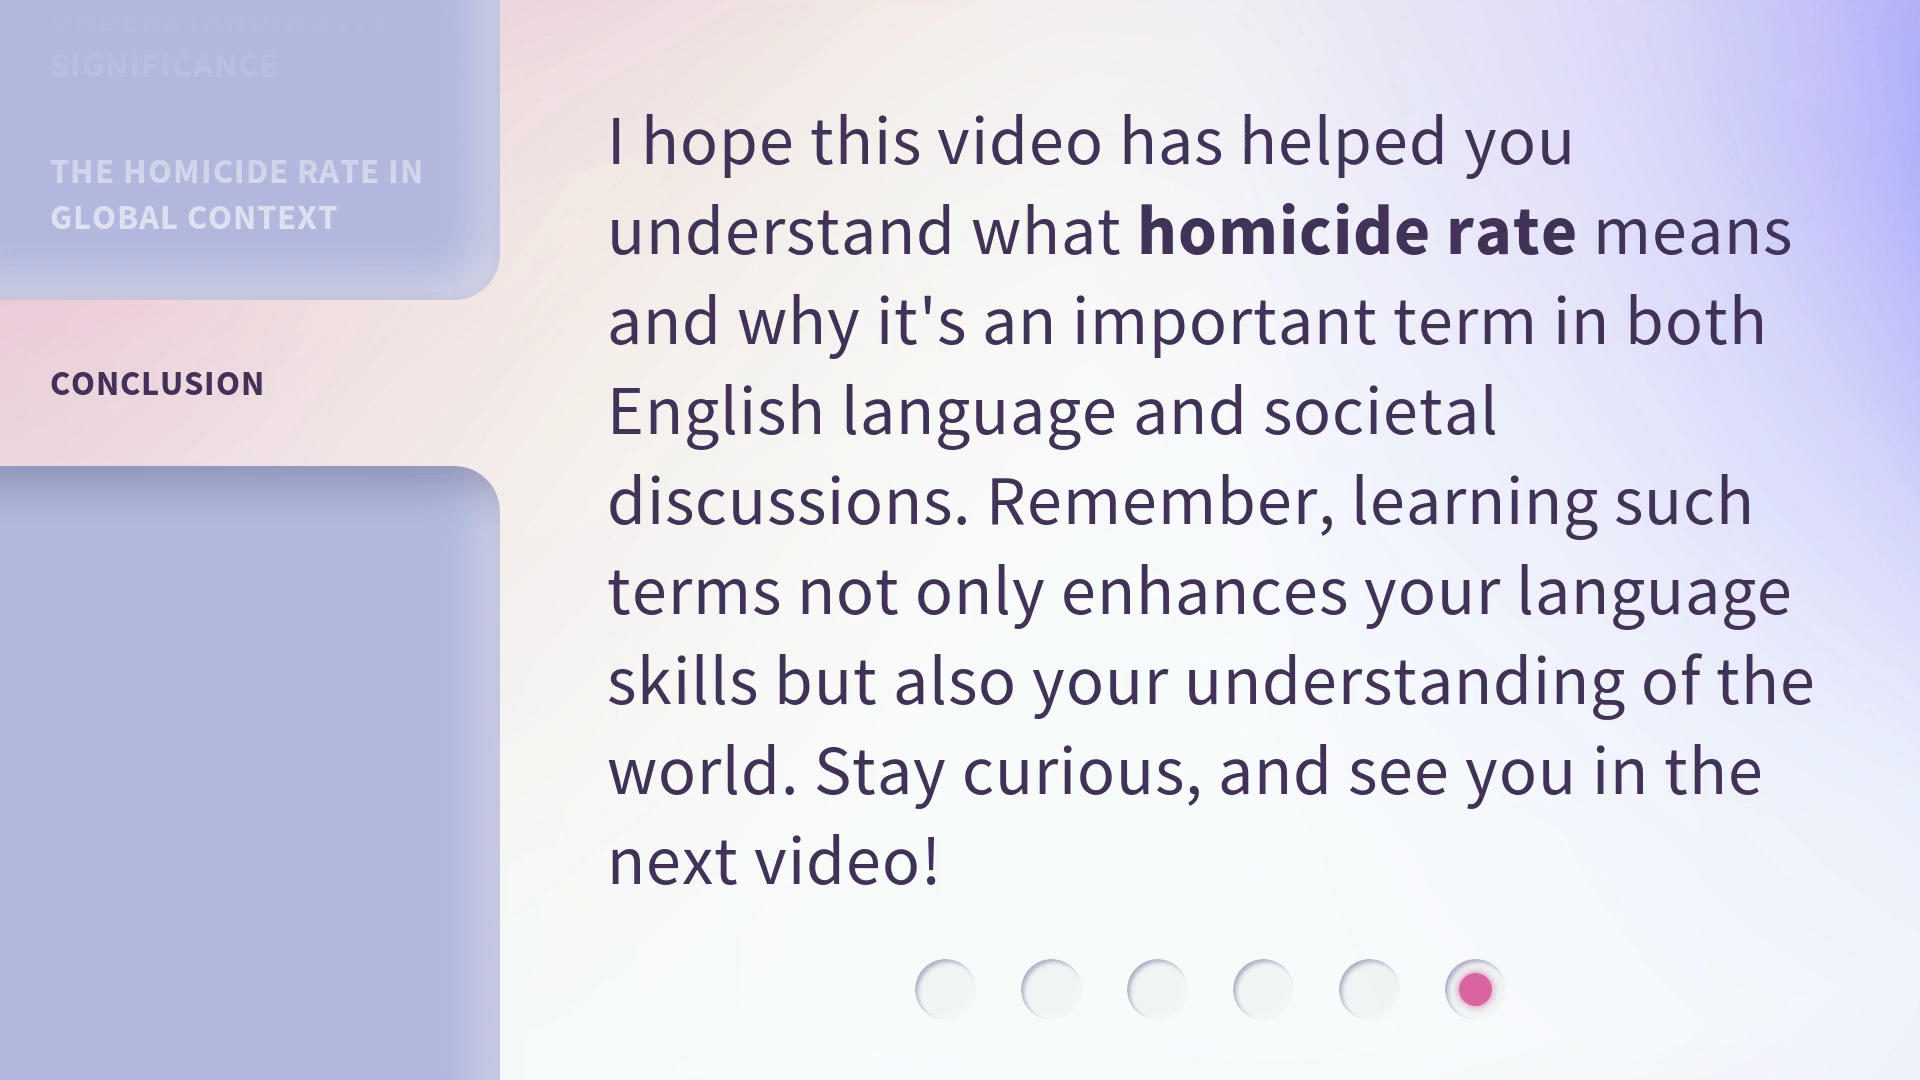 SIGNIFICANCE
THE HOMICIDE RATE IN
GLOBAL CONTEXT
CONCLUSION
I hope this video has helped you
understand what homicide rate means
and why it's an important term in both
English language and societal
discussions. Remember, learning such
terms not only enhances your language
skills but also your understanding of the
world. Stay curious, and see you in the
next video!